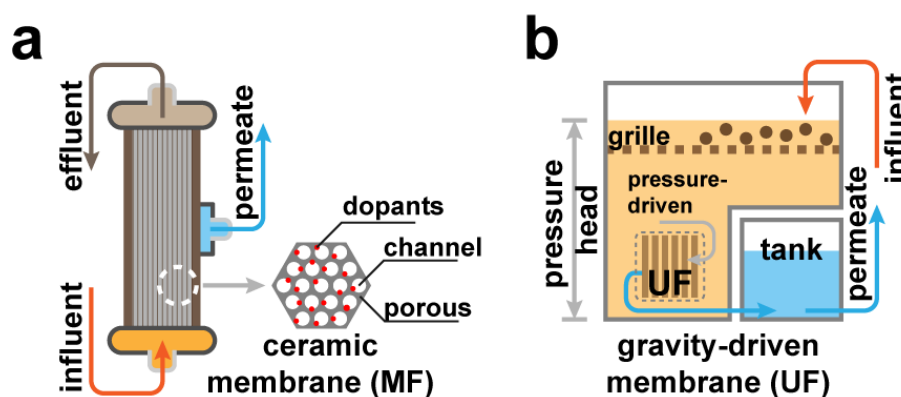 a
effluent
permeate
influent
dopants
channel
porous
ceramic
membrane (MF)
b
grille
pressure-
driven
pressure
head
UF
tank
permeate
influent
gravity-driven
membrane (UF)